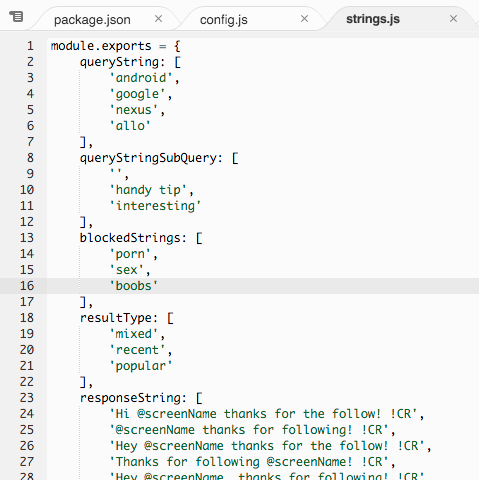 package.json × config.js × strings.js ×
1 module.exports = {
2 queryString: [
3 'android',
4 'google',
5 'nexus',
6 'allo'
7 ],
8 queryStringSubQuery: [
9 '',
10 'handy tip',
11 'interesting'
12 ],
13 blockedStrings: [
14 'porn',
15 'sex',
16 'boobs'
17 ],
18 resultType: [
19 'mixed',
20 'recent',
21 'popular'
22 ],
23 responseString: [
24 'Hi @screenName thanks for the follow! !CR',
25 '@screenName thanks for following! !CR',
26 'Hey @screenName thanks for the follow! !CR',
27 'Thanks for following @screenName! !CR',
28 'Hey @screenName, thanks for following! !CR'